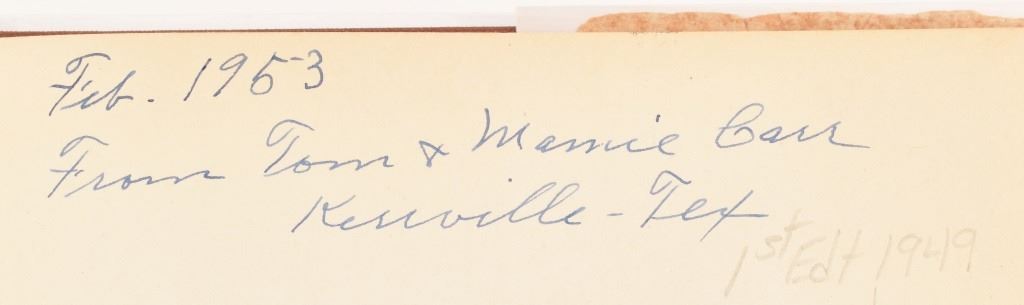 Feb. 1953
From Tom & Mamie Carr
Kerrville - Tex
1st Edt 1949